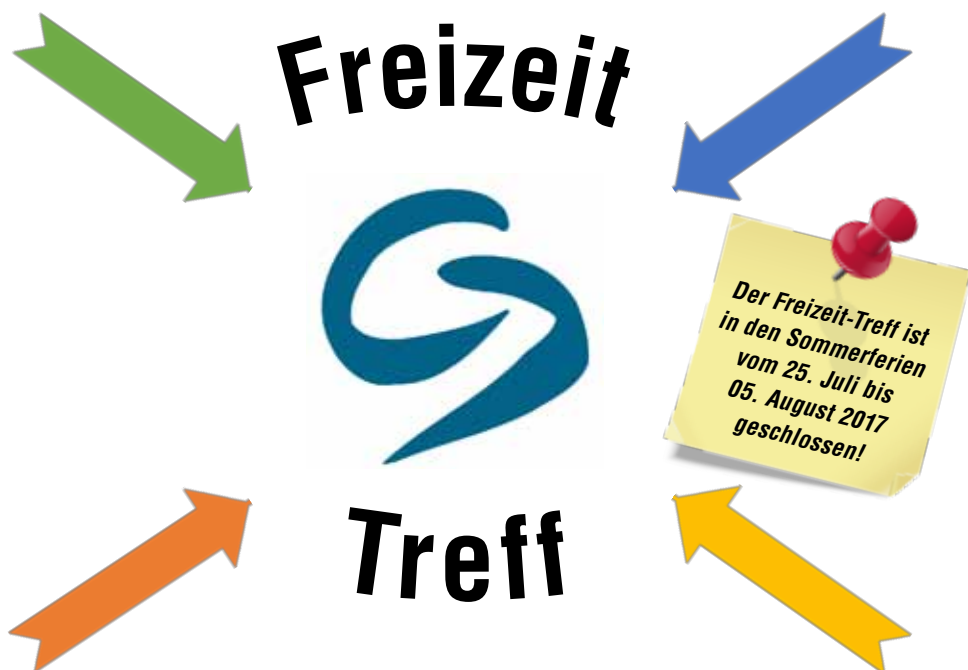 Freizeit
Der Freizeit-Treff ist
in den Sommerferien
vom 25. Juli bis
05. August 2017
geschlossen!
Treff